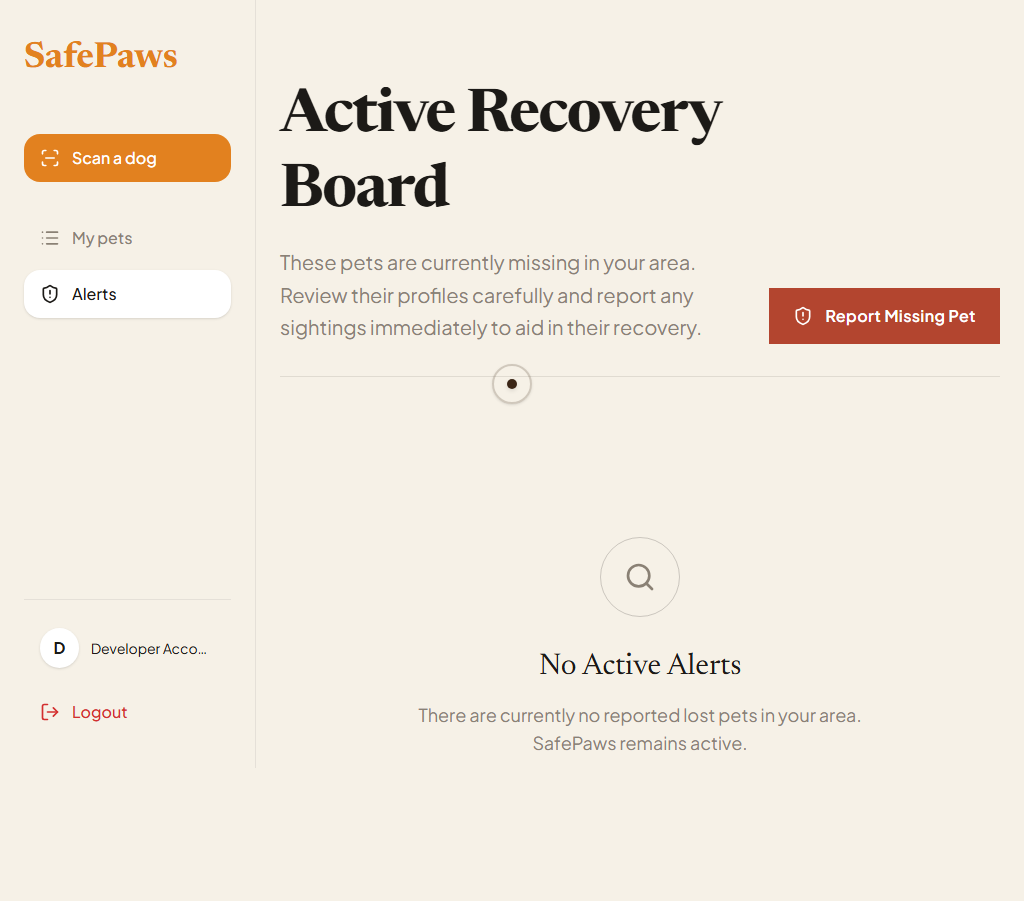 SafePaws
Scan a dog
My pets
Alerts
D
Developer Acco...
Logout
Active Recovery
Board
These pets are currently missing in your area.
Review their profiles carefully and report any
sightings immediately to aid in their recovery.
Report Missing Pet
No Active Alerts
There are currently no reported lost pets in your area.
SafePaws remains active.